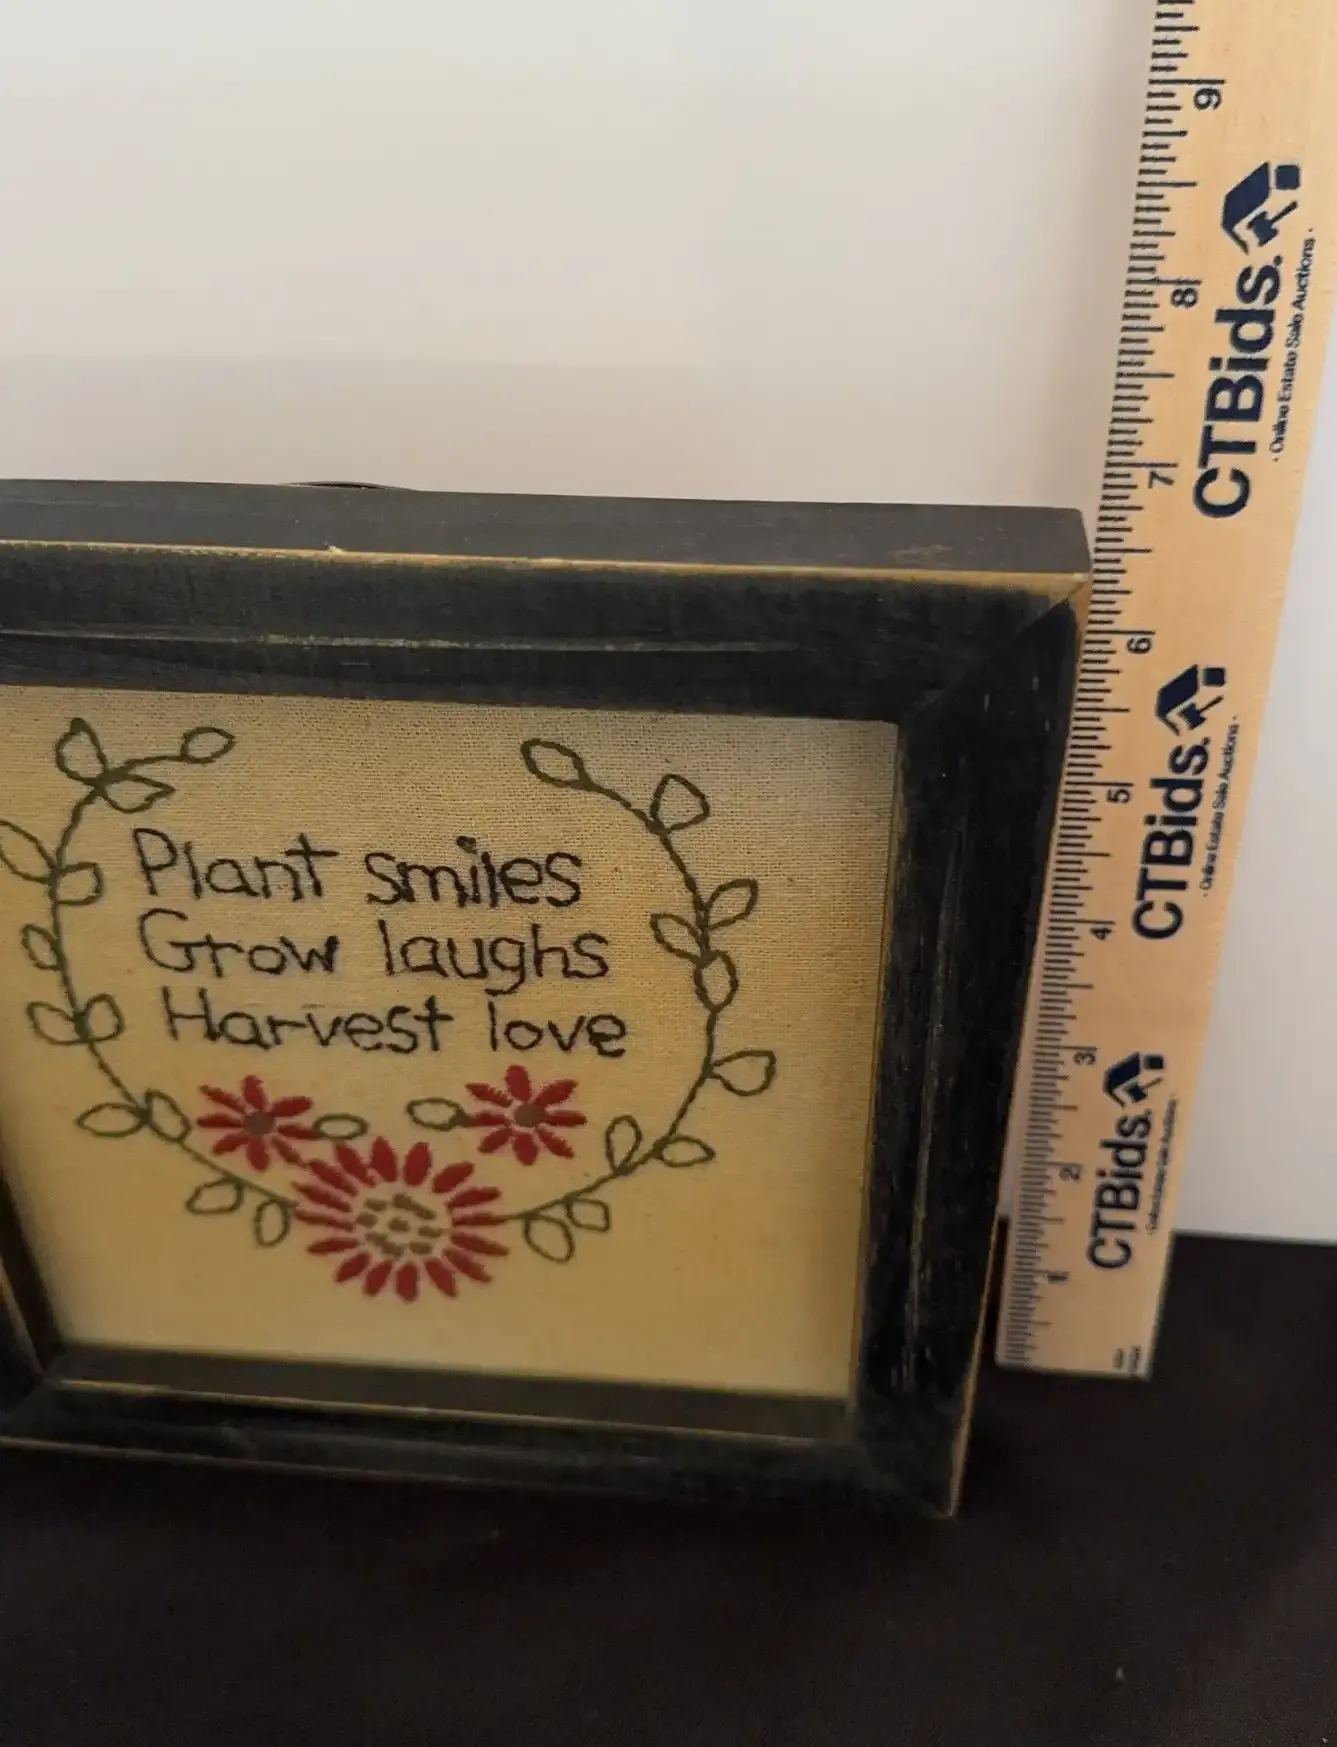 Plant smiles
Grow laughs
Harvest love
9
8
7
6
5
4
3
2
1
CTBids.
· Online Estate Sale Auctions ·
CTBids.
· Online Estate Sale Auctions ·
CTBids.
· Online Estate Sale Auctions ·